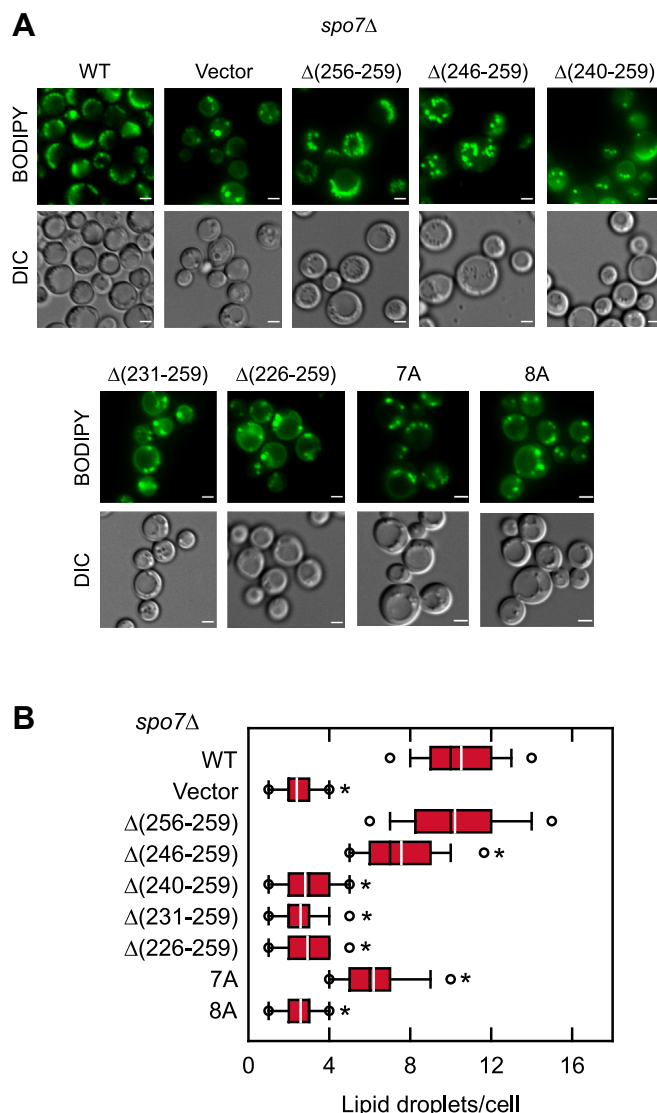 A
spo7Δ
WT Vector Δ(256-259) Δ(246-259) Δ(240-259)
BODIPY
DIC
Δ(231-259) Δ(226-259) 7A 8A
BODIPY
DIC
B
spo7Δ
WT
Vector *
Δ(256-259)
Δ(246-259) *
Δ(240-259) *
Δ(231-259) *
Δ(226-259) *
7A *
8A *
0 4 8 12 16
Lipid droplets/cell